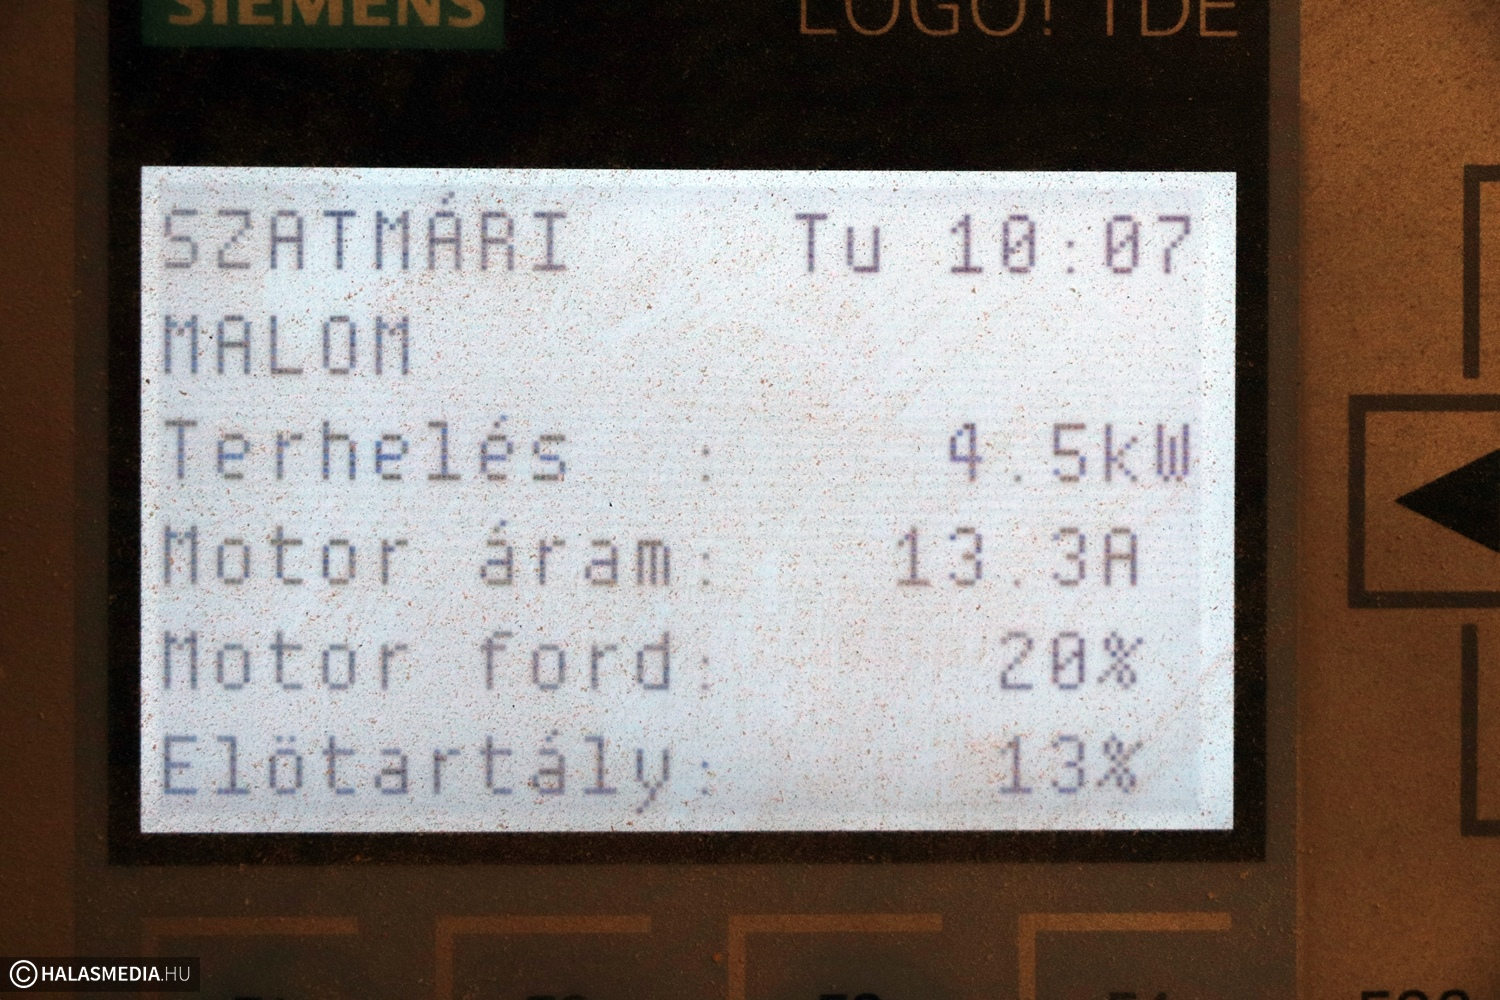 SIEMENS
LOGO! TDE
SZATMÁRI Tu 10:07
MALOM
Terhelés : 4.5kW
Motor áram: 13.3A
Motor ford: 20%
Elötartály: 13%
©HALASMEDIA.HU